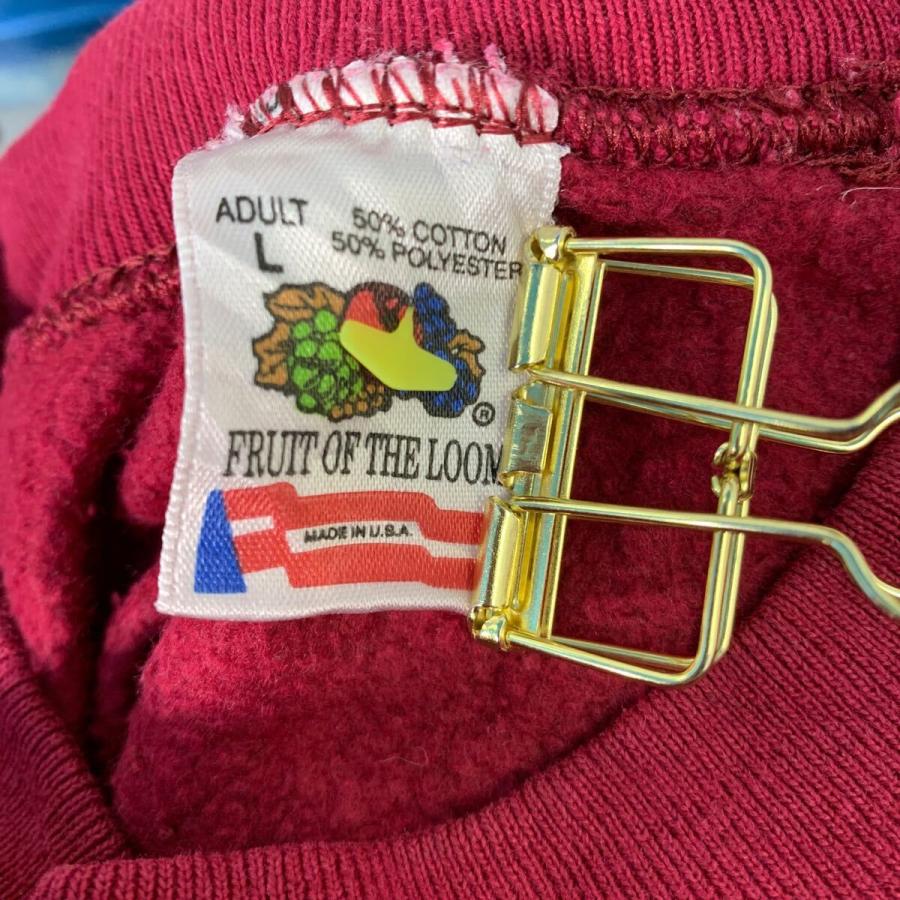 ADULT
L
50% COTTON
50% POLYESTER
®
FRUIT OF THE LOOM
MADE IN U.S.A.